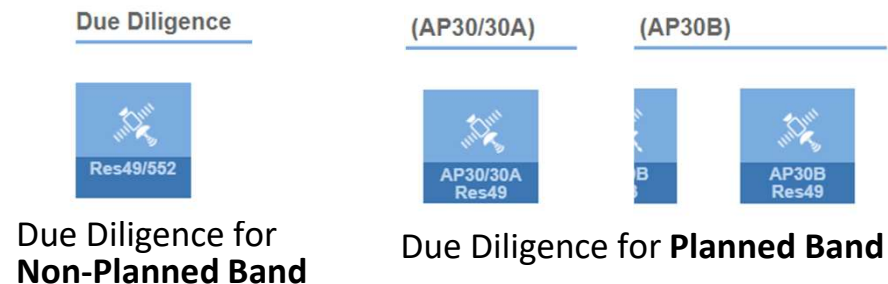 Due Diligence
(AP30/30A)
(AP30B)
Res49/552
AP30/30A
Res49
AP30B
Res49
Due Diligence for
Non-Planned Band
Due Diligence for Planned Band